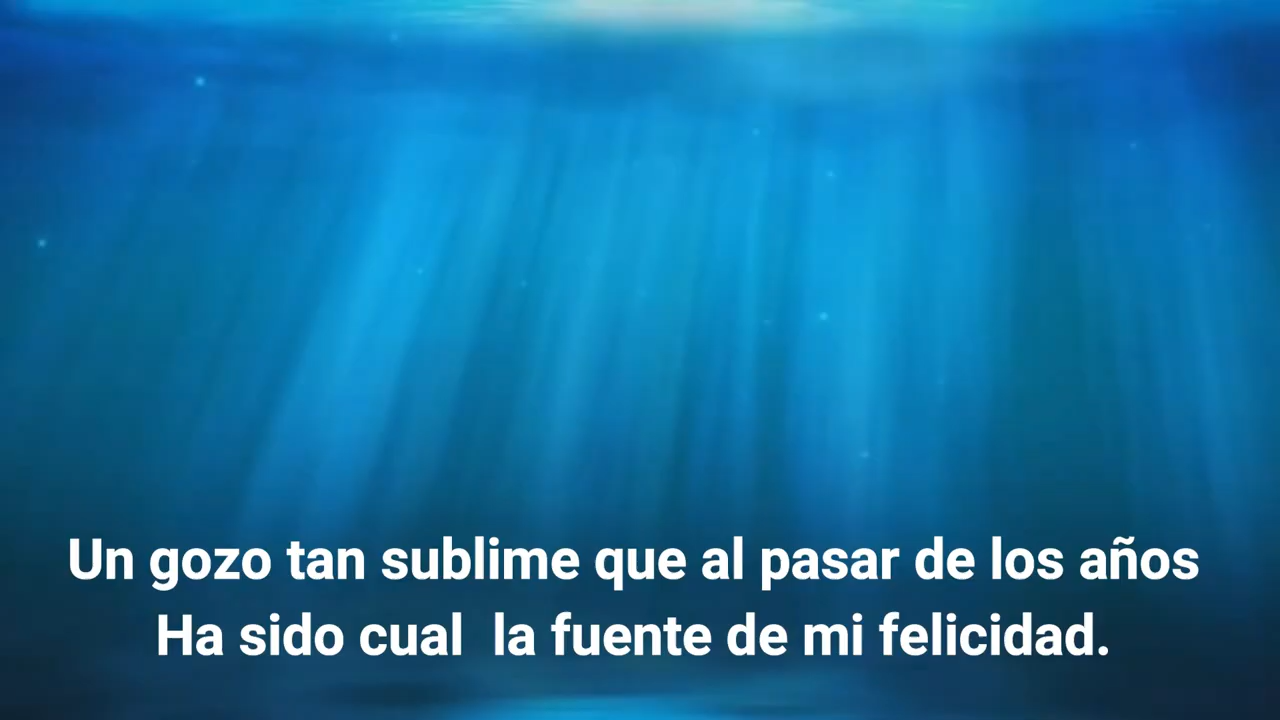 Un gozo tan sublime que al pasar de los años
Ha sido cual  la fuente de mi felicidad.